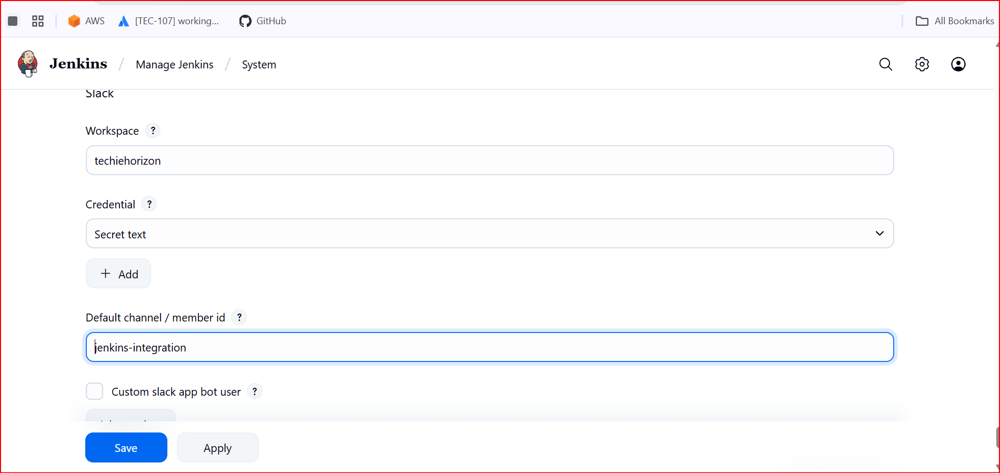 AWS [TEC-107] working... GitHub All Bookmarks
Jenkins / Manage Jenkins / System
Slack
Workspace ?
techiehorizon
Credential ?
Secret text
+ Add
Default channel / member id ?
jenkins-integration
Custom slack app bot user ?
Save Apply